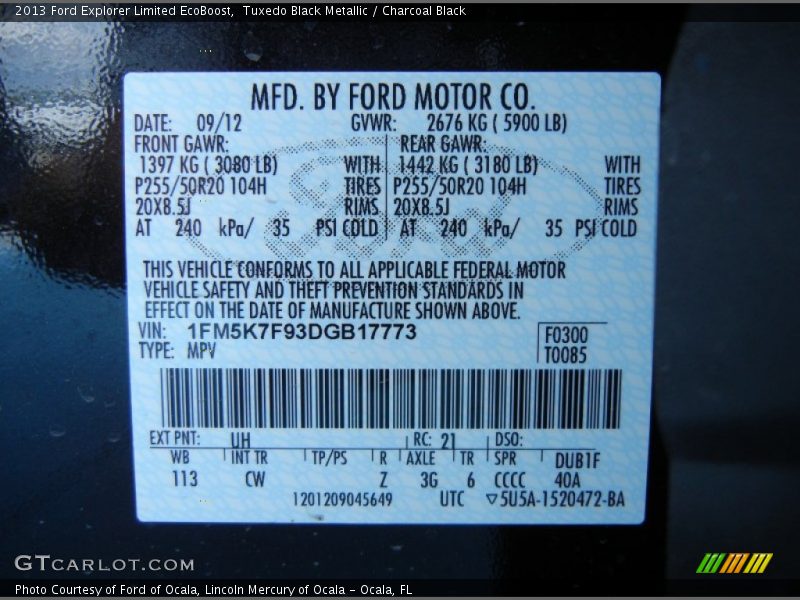 2013 Ford Explorer Limited EcoBoost,  Tuxedo Black Metallic / Charcoal Black
MFD. BY FORD MOTOR CO.
DATE: 09/12 GVWR: 2676 KG ( 5900 LB)
FRONT GAWR: REAR GAWR:
1397 KG ( 3080 LB) WITH 1442 KG ( 3180 LB) WITH
P255/50R20 104H TIRES P255/50R20 104H TIRES
20X8.5J RIMS 20X8.5J RIMS
AT 240 kPa/ 35 PSI COLD AT 240 kPa/ 35 PSI COLD
Ford
THIS VEHICLE CONFORMS TO ALL APPLICABLE FEDERAL MOTOR
VEHICLE SAFETY AND THEFT PREVENTION STANDARDS IN
EFFECT ON THE DATE OF MANUFACTURE SHOWN ABOVE.
VIN: 1FM5K7F93DGB17773 F0300
TYPE: MPV T0085
EXT PNT: UH RC: 21 DSO:
WB INT TR TP/PS R AXLE TR SPR DUB1F
113 CW Z 3G 6 CCCC 40A
1201209045649 UTC ▽5U5A-1520472-BA
GTCARLOT.COM
Photo Courtesy of Ford of Ocala, Lincoln Mercury of Ocala - Ocala, FL